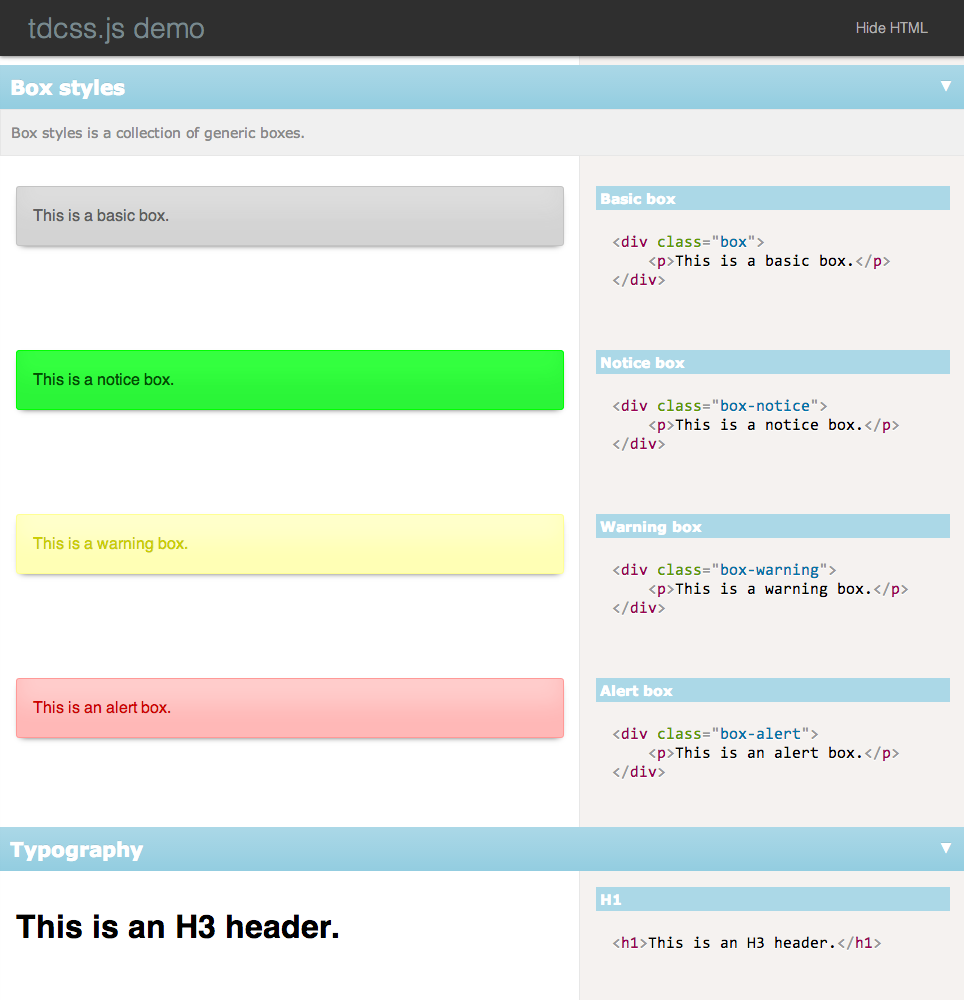 tdcss.js demo
Hide HTML
Box styles ▼
Box styles is a collection of generic boxes.
This is a basic box.
Basic box
<div class="box">
    <p>This is a basic box.</p>
</div>
This is a notice box.
Notice box
<div class="box-notice">
    <p>This is a notice box.</p>
</div>
This is a warning box.
Warning box
<div class="box-warning">
    <p>This is a warning box.</p>
</div>
This is an alert box.
Alert box
<div class="box-alert">
    <p>This is an alert box.</p>
</div>
Typography ▼
This is an H3 header.
H1
<h1>This is an H3 header.</h1>